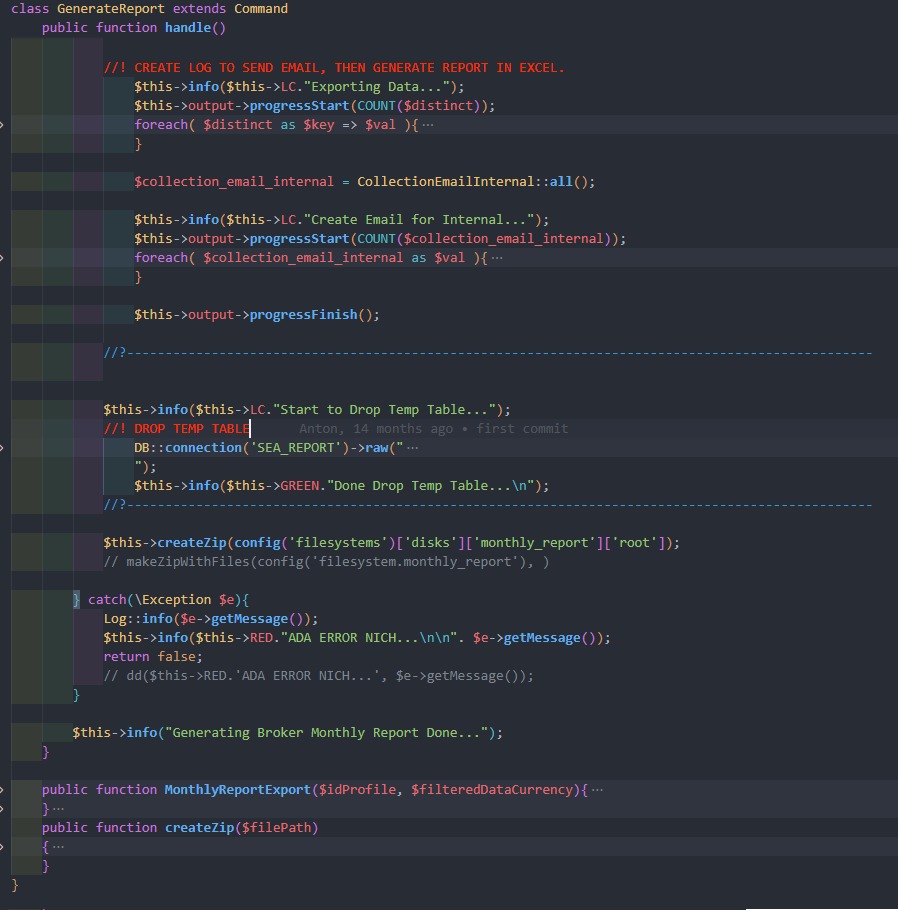 class GenerateReport extends Command
public function handle()
//! CREATE LOG TO SEND EMAIL, THEN GENERATE REPORT IN EXCEL.
$this->info($this->LC."Exporting Data...");
$this->output->progressStart(COUNT($distinct));
foreach( $distinct as $key => $val ){ ...
}
$collection_email_internal = CollectionEmailInternal::all();
$this->info($this->LC."Create Email for Internal...");
$this->output->progressStart(COUNT($collection_email_internal));
foreach( $collection_email_internal as $val ){ ...
}
$this->output->progressFinish();
//?-------------------------------------------------------------------------------------------------
$this->info($this->LC."Start to Drop Temp Table...");
//! DROP TEMP TABLE Anton, 14 months ago • first commit
DB::connection('SEA_REPORT')->raw(" ...
");
$this->info($this->GREEN."Done Drop Temp Table...\n");
//?-------------------------------------------------------------------------------------------------
$this->createZip(config('filesystems')['disks']['monthly_report']['root']);
// makeZipWithFiles(config('filesystem.monthly_report'), )
} catch(\Exception $e){
Log::info($e->getMessage());
$this->info($this->RED."ADA ERROR NICH...\n\n". $e->getMessage());
return false;
// dd($this->RED.'ADA ERROR NICH...', $e->getMessage());
}
$this->info("Generating Broker Monthly Report Done...");
}
public function MonthlyReportExport($idProfile, $filteredDataCurrency){ ...
} ...
public function createZip($filePath)
{ ...
}
}